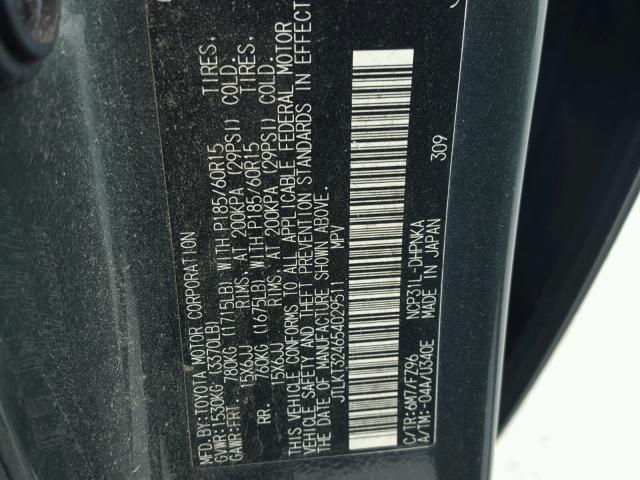 MFD.BY:TOYOTA MOTOR CORPORATION
GVWR:1530KG (3370LB)
GAWR:FRT 780KG (1715LB) WITH P185/60R15 TIRES,
15X6JJ RIMS, AT 200KPA (29PSI) COLD.
RR. 760KG (1675LB) WITH P185/60R15 TIRES,
15X6JJ RIMS, AT 200KPA (29PSI) COLD.
THIS VEHICLE CONFORMS TO ALL APPLICABLE FEDERAL MOTOR
VEHICLE SAFETY AND THEFT PREVENTION STANDARDS IN EFFECT
ON THE DATE OF MANUFACTURE SHOWN ABOVE.
JTLKT324654029511 MPV
309
C/TR:6M7/FZ96 NCP31L-DHPNKA
A/TM:-04A/U340E MADE IN JAPAN